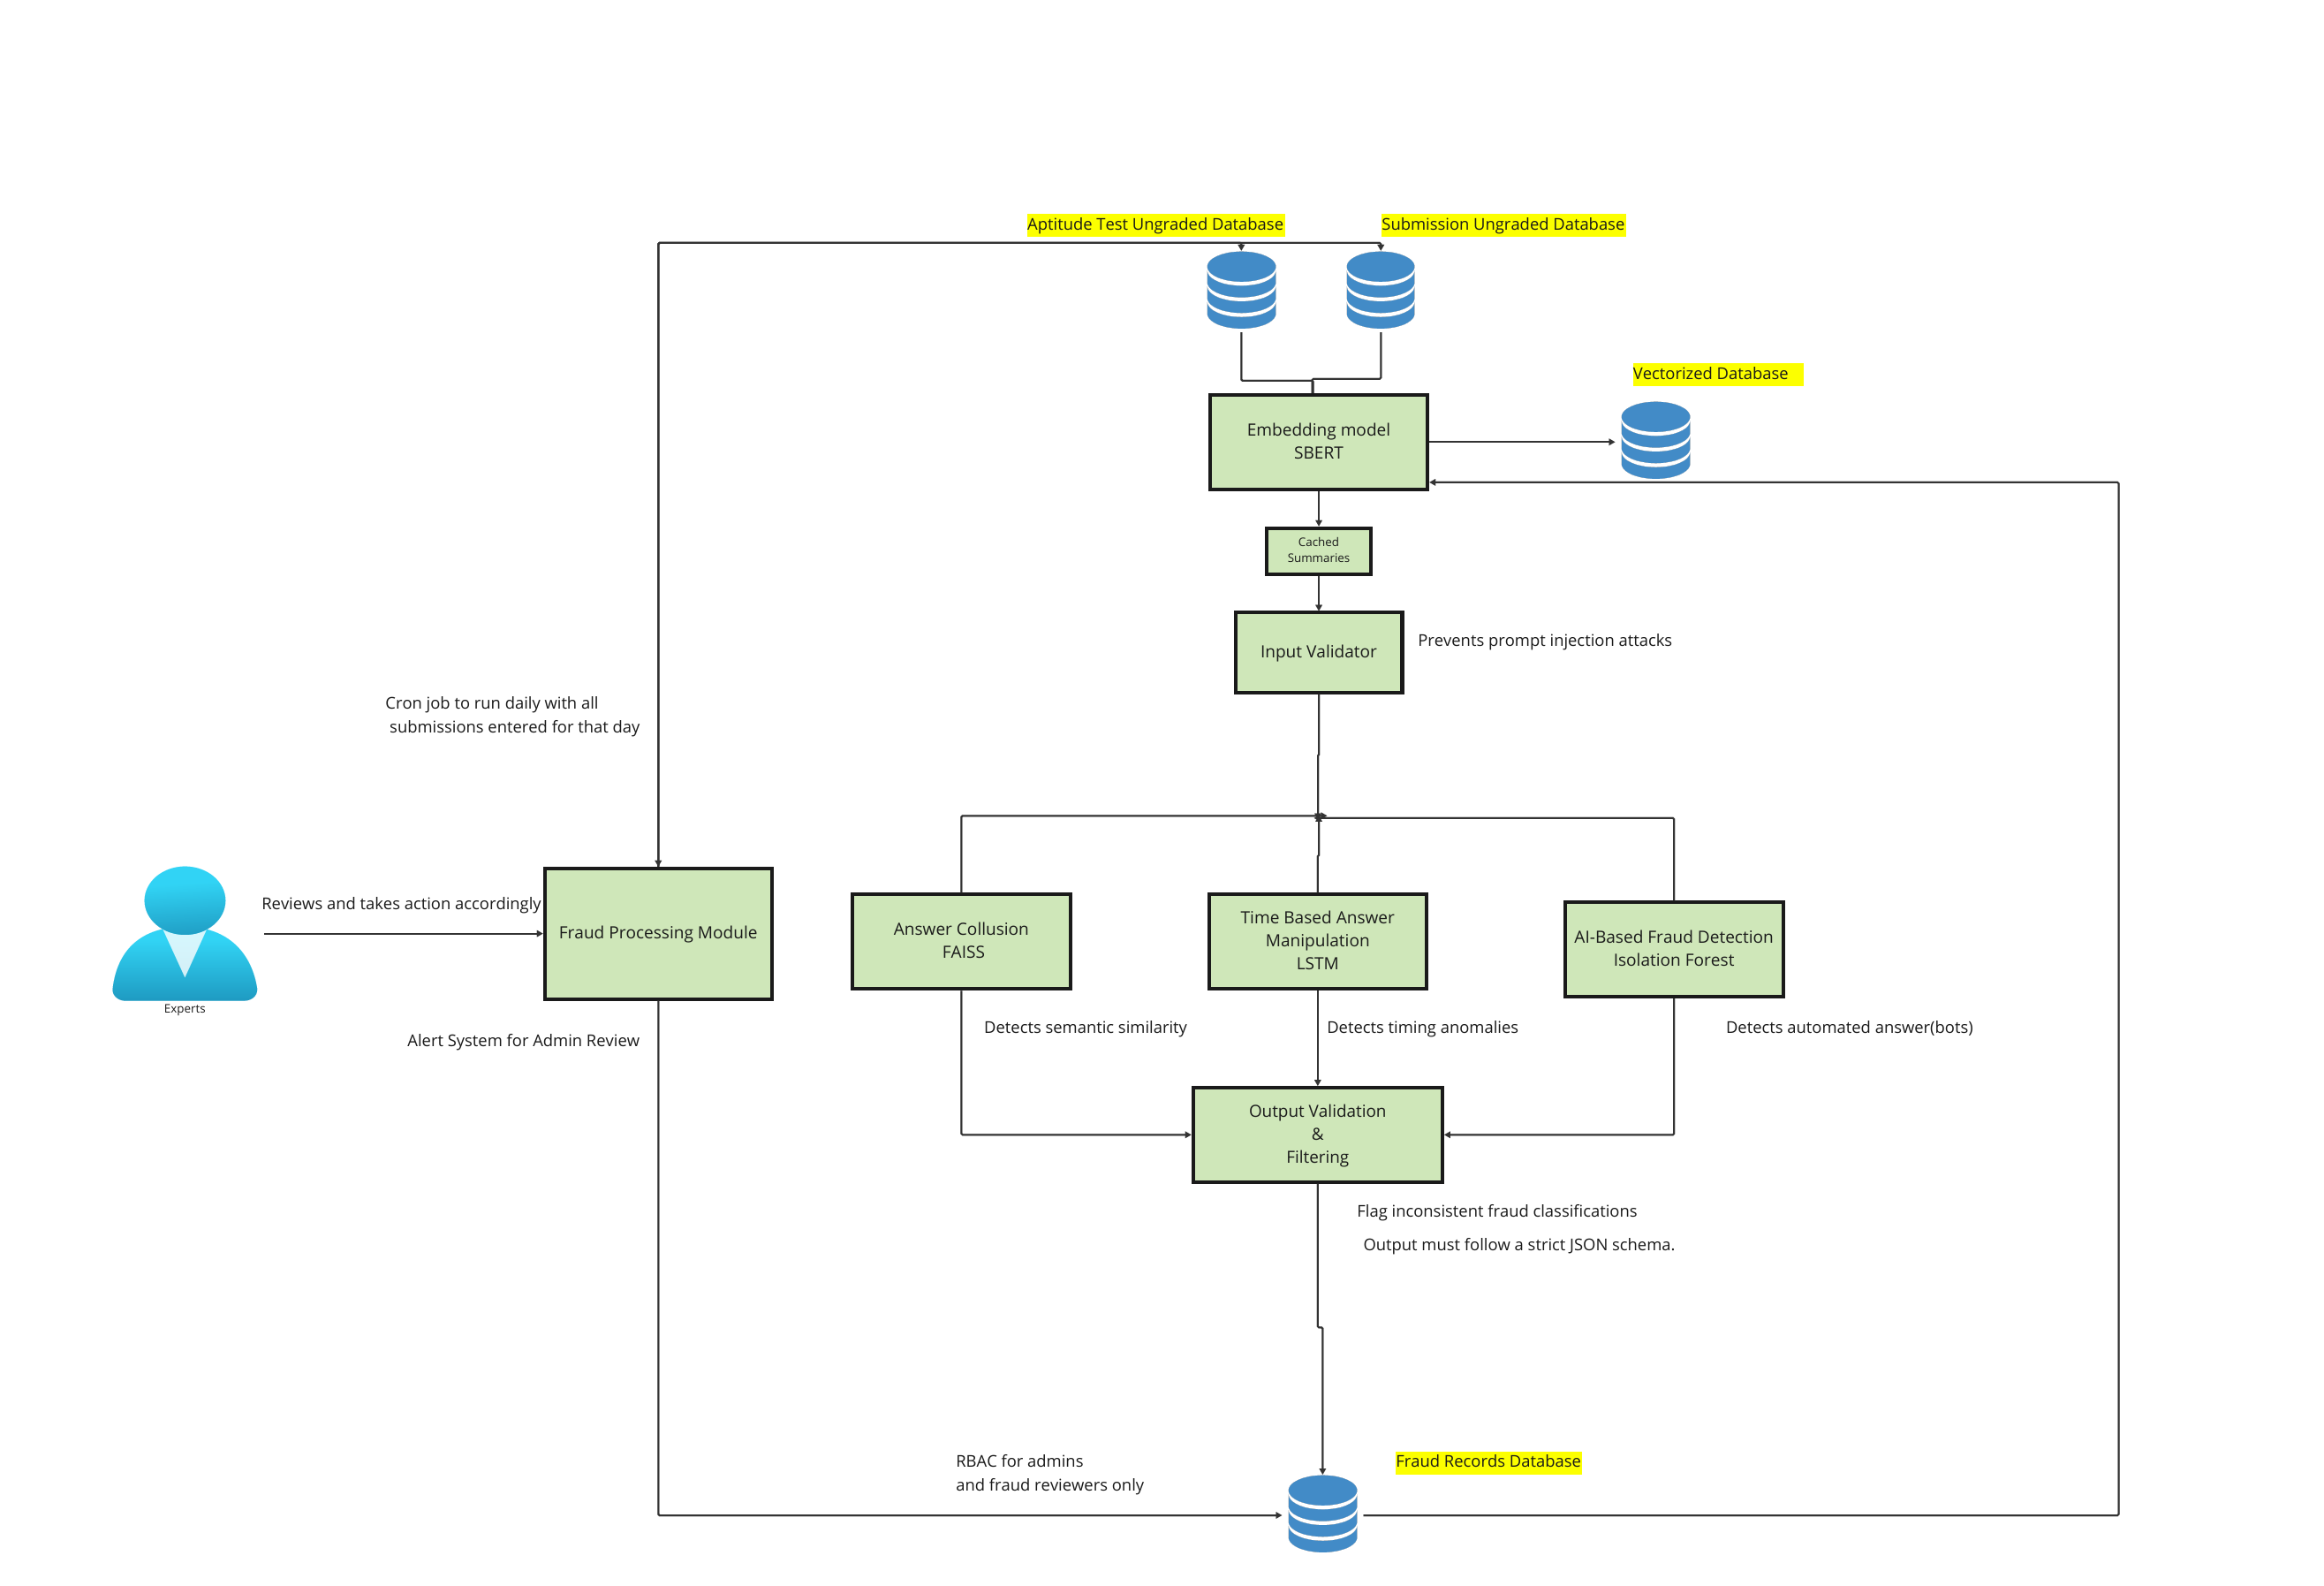 Aptitude Test Ungraded Database
Submission Ungraded Database
Vectorized Database
Embedding model
SBERT
Cached
Summaries
Input Validator
Prevents prompt injection attacks
Cron job to run daily with all
submissions entered for that day
Reviews and takes action accordingly
Experts
Fraud Processing Module
Alert System for Admin Review
Answer Collusion
FAISS
Time Based Answer
Manipulation
LSTM
AI-Based Fraud Detection
Isolation Forest
Detects semantic similarity
Detects timing anomalies
Detects automated answer(bots)
Output Validation
&
Filtering
Flag inconsistent fraud classifications
Output must follow a strict JSON schema.
RBAC for admins
and fraud reviewers only
Fraud Records Database